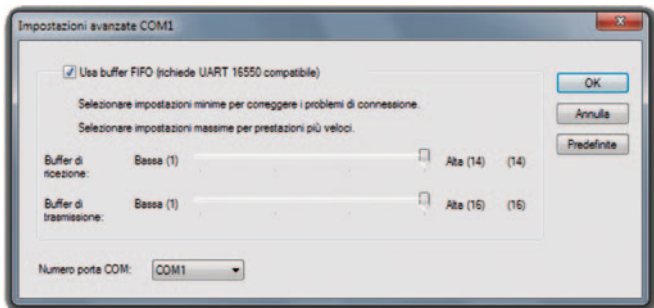 Impostazioni avanzate COM1
Usa buffer FIFO (richiede UART 16550 compatibile)
OK
Selezionare impostazioni minime per correggere i problemi di connessione.
Annulla
Selezionare impostazioni massime per prestazioni più veloci.
Predefinite
Buffer di ricezione: Bassa (1) Alta (14) (14)
Buffer di trasmissione: Bassa (1) Alta (16) (16)
Numero porta COM: COM1